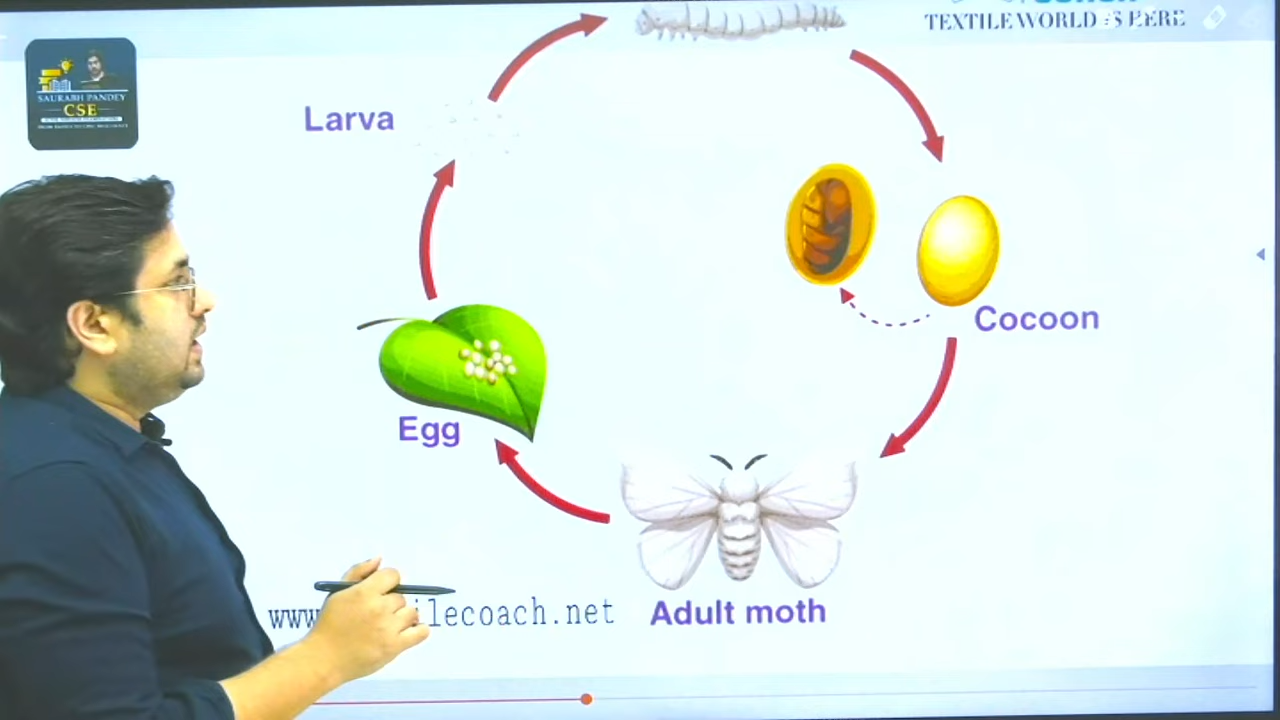 TEXTILE WORLD IS HERE
SAURABH PANDEY
CSE
Larva
Cocoon
Egg
ilecoach.net
Adult moth